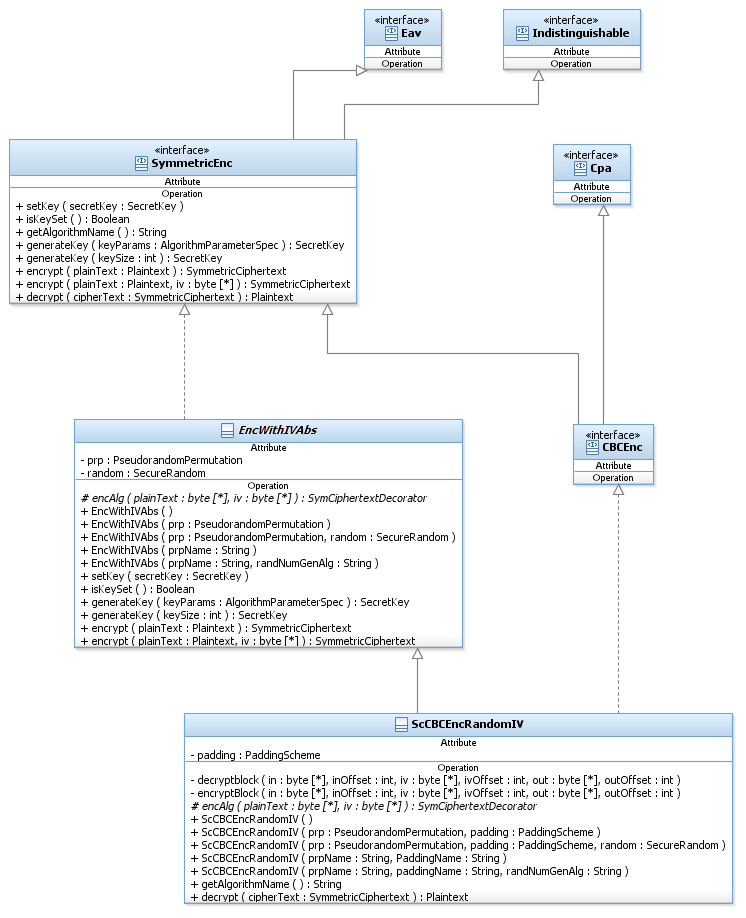 «interface»
Eav
Attribute
Operation
«interface»
Indistinguishable
Attribute
Operation
«interface»
SymmetricEnc
Attribute
Operation
+ setKey ( secretKey : SecretKey )
+ isKeySet ( ) : Boolean
+ getAlgorithmName ( ) : String
+ generateKey ( keyParams : AlgorithmParameterSpec ) : SecretKey
+ generateKey ( keySize : int ) : SecretKey
+ encrypt ( plainText : Plaintext ) : SymmetricCiphertext
+ encrypt ( plainText : Plaintext, iv : byte [*] ) : SymmetricCiphertext
+ decrypt ( cipherText : SymmetricCiphertext ) : Plaintext
«interface»
Cpa
Attribute
Operation
EncWithIVAbs
Attribute
- prp : PseudorandomPermutation
- random : SecureRandom
Operation
# encAlg ( plainText : byte [*], iv : byte [*] ) : SymCiphertextDecorator
+ EncWithIVAbs ( )
+ EncWithIVAbs ( prp : PseudorandomPermutation )
+ EncWithIVAbs ( prp : PseudorandomPermutation, random : SecureRandom )
+ EncWithIVAbs ( prpName : String )
+ EncWithIVAbs ( prpName : String, randNumGenAlg : String )
+ setKey ( secretKey : SecretKey )
+ isKeySet ( ) : Boolean
+ generateKey ( keyParams : AlgorithmParameterSpec ) : SecretKey
+ generateKey ( keySize : int ) : SecretKey
+ encrypt ( plainText : Plaintext ) : SymmetricCiphertext
+ encrypt ( plainText : Plaintext, iv : byte [*] ) : SymmetricCiphertext
«interface»
CBCEnc
Attribute
Operation
ScCBCEncRandomIV
Attribute
- padding : PaddingScheme
Operation
- decryptblock ( in : byte [*], inOffset : int, iv : byte [*], ivOffset : int, out : byte [*], outOffset : int )
- encryptBlock ( in : byte [*], inOffset : int, iv : byte [*], ivOffset : int, out : byte [*], outOffset : int )
# encAlg ( plainText : byte [*], iv : byte [*] ) : SymCiphertextDecorator
+ ScCBCEncRandomIV ( )
+ ScCBCEncRandomIV ( prp : PseudorandomPermutation, padding : PaddingScheme )
+ ScCBCEncRandomIV ( prp : PseudorandomPermutation, padding : PaddingScheme, random : SecureRandom )
+ ScCBCEncRandomIV ( prpName : String, PaddingName : String )
+ ScCBCEncRandomIV ( prpName : String, paddingName : String, randNumGenAlg : String )
+ getAlgorithmName ( ) : String
+ decrypt ( cipherText : SymmetricCiphertext ) : Plaintext